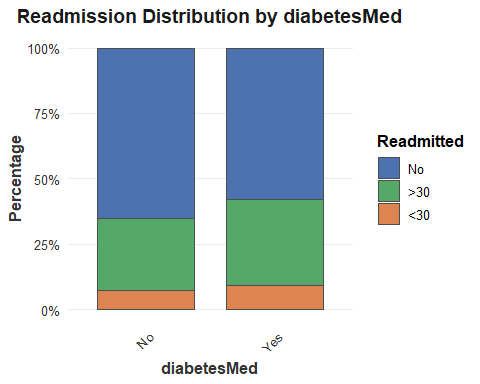 Readmission Distribution by diabetesMed
100%
75%
50%
25%
0%
Percentage
No
Yes
diabetesMed
Readmitted
No
>30
<30